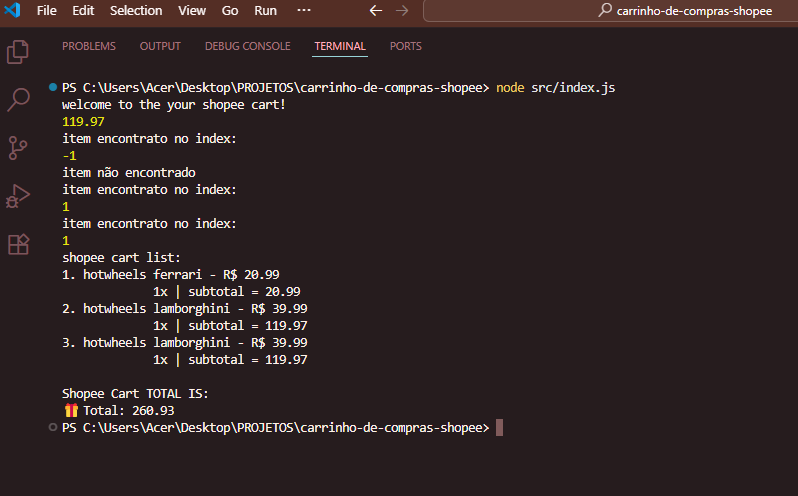 File Edit Selection View Go Run ··· carrinho-de-compras-shopee
PROBLEMS OUTPUT DEBUG CONSOLE TERMINAL PORTS
PS C:\Users\Acer\Desktop\PROJETOS\carrinho-de-compras-shopee> node src/index.js
welcome to the your shopee cart!
119.97
item encontrato no index:
-1
item não encontrado
item encontrato no index:
1
item encontrato no index:
1
shopee cart list:
1. hotwheels ferrari - R$ 20.99
1x | subtotal = 20.99
2. hotwheels lamborghini - R$ 39.99
1x | subtotal = 119.97
3. hotwheels lamborghini - R$ 39.99
1x | subtotal = 119.97
Shopee Cart TOTAL IS:
🎁Total: 260.93
PS C:\Users\Acer\Desktop\PROJETOS\carrinho-de-compras-shopee>